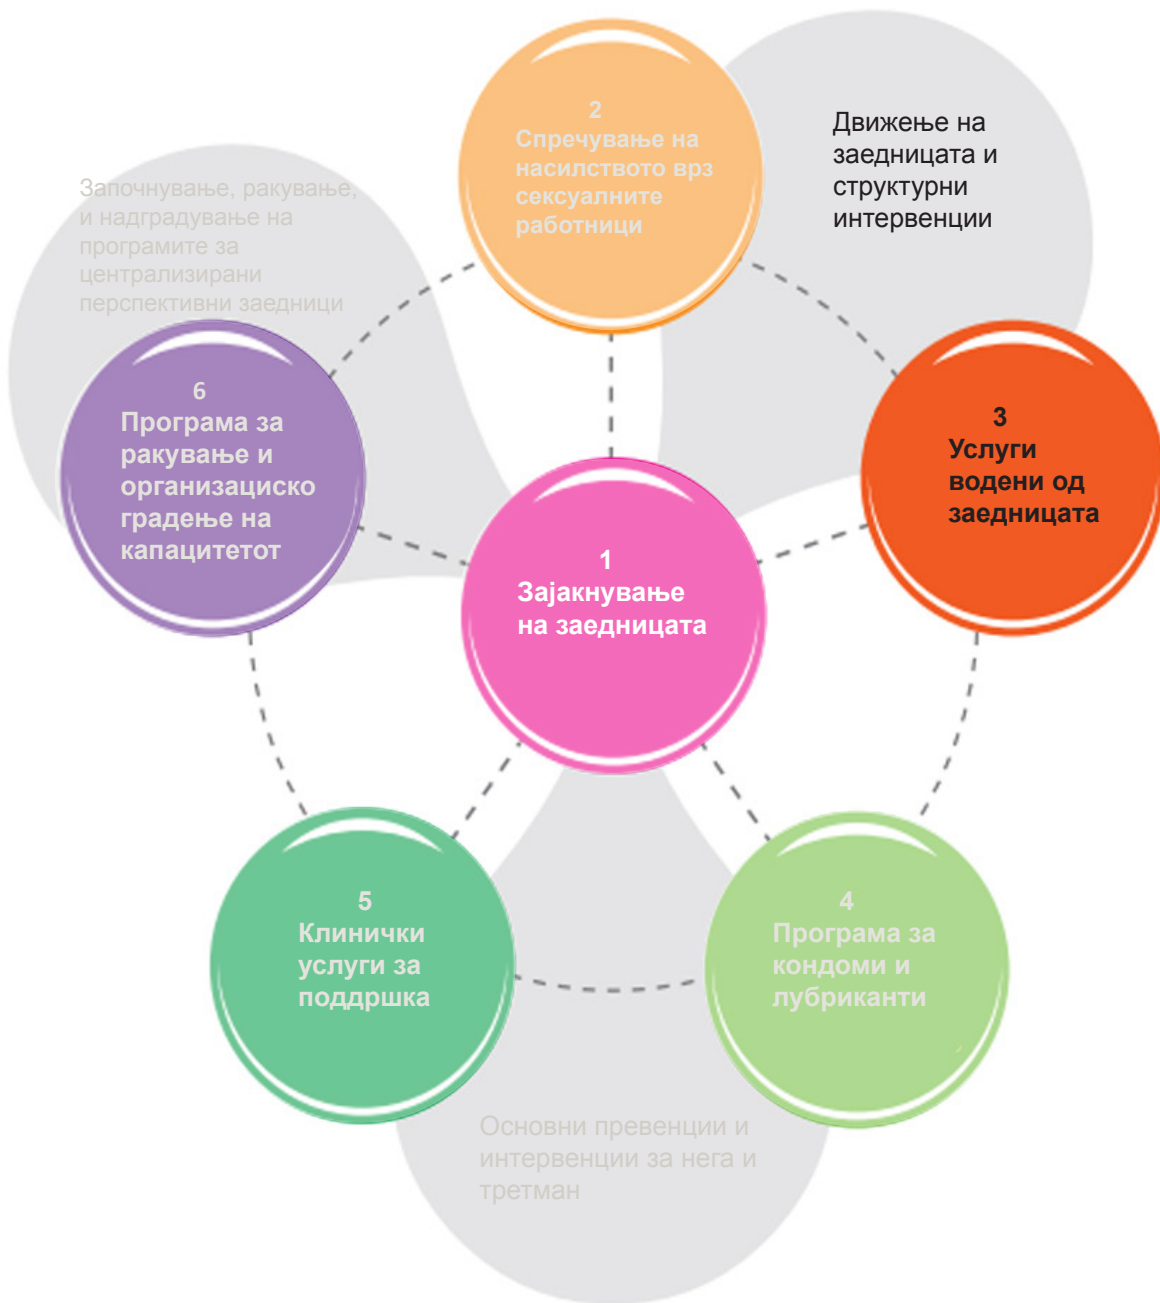 2
Спречување на
насилството врз
сексуалните
работници
Движење на
заедницата и
структурни
интервенции
Започнување, ракување,
и надградување на
програмите за
централизирани
перспективни заедници
6
Програма за
ракување и
организациско
градење на
капацитетот
3
Услуги
водени од
заедницата
1
Зајакнување
на заедницата
5
Клинички
услуги за
поддршка
4
Програма за
кондоми и
лубриканти
Основни превенции и
интервенции за нега и
третман